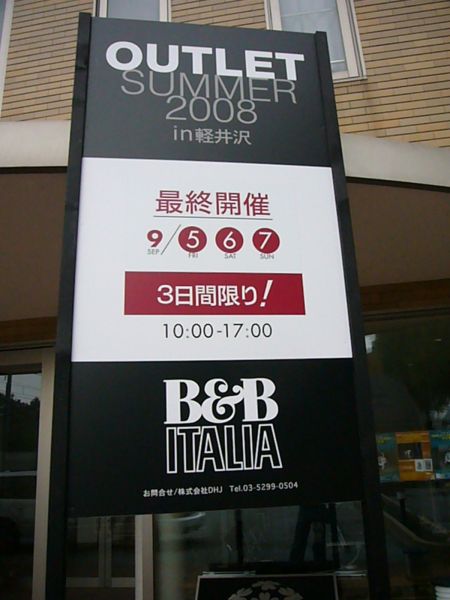 OUTLET
SUMMER
2008
in軽井沢
最終開催
9/5 6 7
SEP FRI SAT SUN
3日間限り!
10:00-17:00
B&B
ITALIA
お問合せ/株式会社DHJ Tel.03-5299-0504